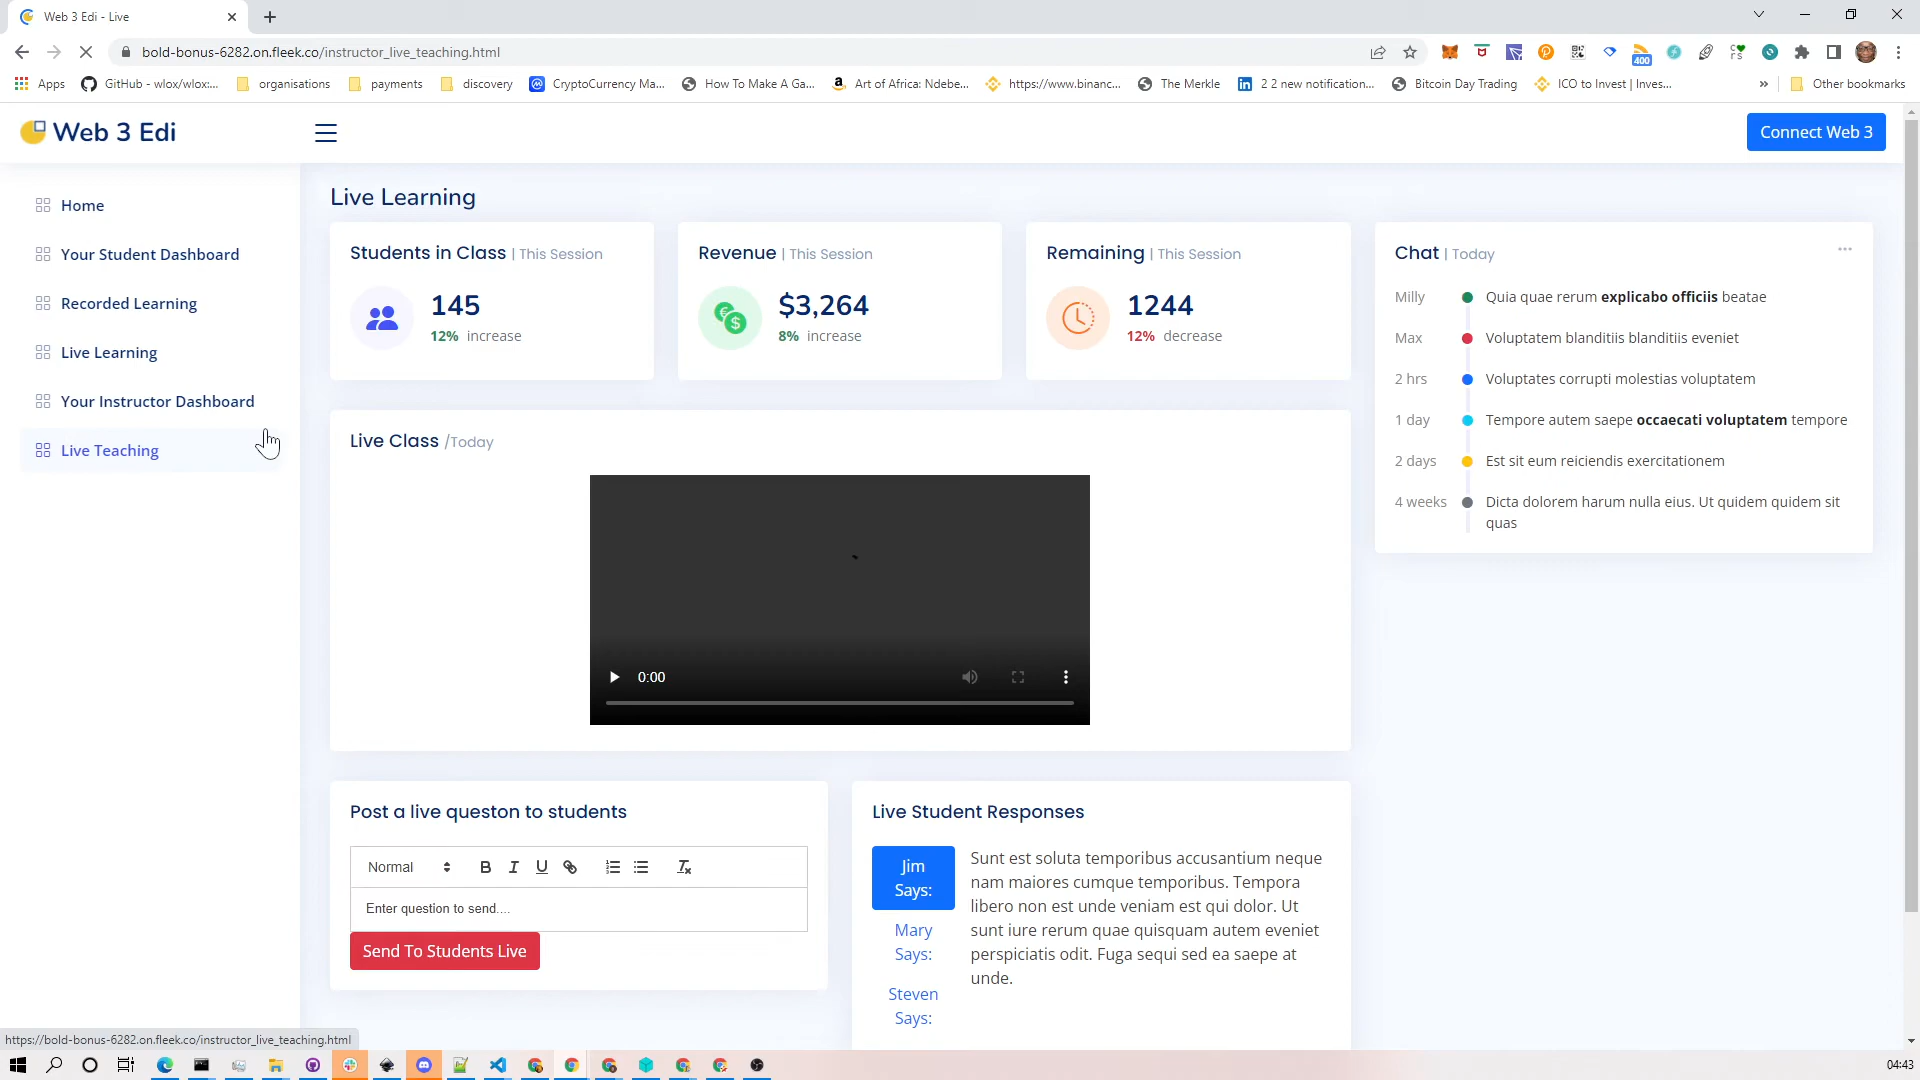 Web 3 Edi - Live
bold-bonus-6282.on.fleek.co/instructor_live_teaching.html
400
Apps
GitHub - wlox/wlox:...
organisations
payments
discovery
CryptoCurrency Ma...
How To Make A Ga...
Art of Africa: Ndebe...
https://www.binanc...
The Merkle
2 2 new notification...
Bitcoin Day Trading
ICO to Invest | Inves...
»
Other bookmarks
Web 3 Edi
Connect Web 3
Home
Your Student Dashboard
Recorded Learning
Live Learning
Your Instructor Dashboard
Live Teaching
Live Learning
Students in Class | This Session
145
12% increase
Revenue | This Session
$3,264
8% increase
Remaining | This Session
1244
12% decrease
Chat | Today
Milly Quia quae rerum explicabo officiis beatae
Max Voluptatem blanditiis blanditiis eveniet
2 hrs Voluptates corrupti molestias voluptatem
1 day Tempore autem saepe occaecati voluptatem tempore
2 days Est sit eum reiciendis exercitationem
4 weeks Dicta dolorem harum nulla eius. Ut quidem quidem sit
quas
Live Class /Today
0:00
Post a live queston to students
Normal B I U
Enter question to send....
Send To Students Live
Live Student Responses
Jim
Says:
Mary
Says:
Steven
Says:
Sunt est soluta temporibus accusantium neque
nam maiores cumque temporibus. Tempora
libero non est unde veniam est qui dolor. Ut
sunt iure rerum quae quisquam autem eveniet
perspiciatis odit. Fuga sequi sed ea saepe at
unde.
https://bold-bonus-6282.on.fleek.co/instructor_live_teaching.html
04:43